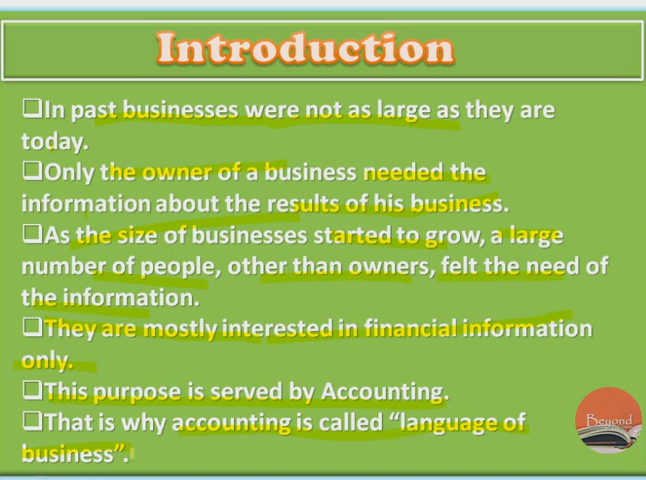 Introduction
❑In past businesses were not as large as they are
today.
❑Only the owner of a business needed the
information about the results of his business.
❑As the size of businesses started to grow, a large
number of people, other than owners, felt the need of
the information.
❑They are mostly interested in financial information
only.
❑This purpose is served by Accounting.
❑That is why accounting is called “language of
business”.
Beyond